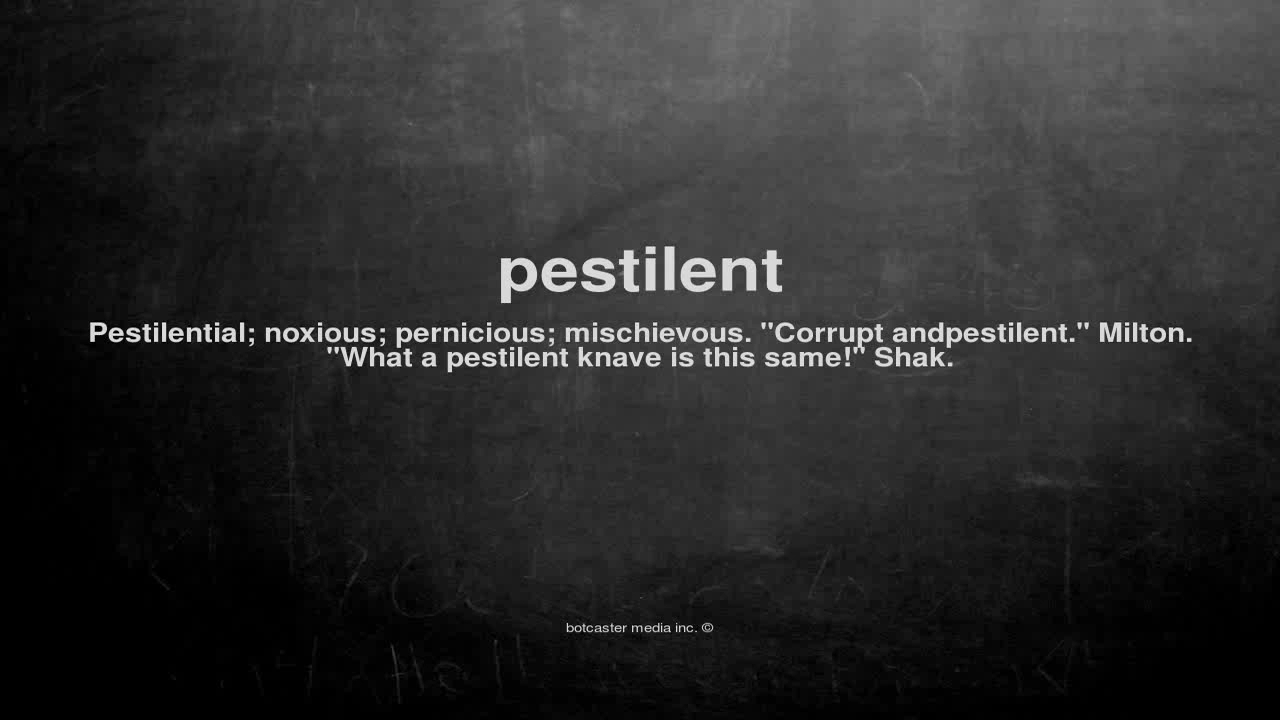 pestilent
Pestilential; noxious; pernicious; mischievous. "Corrupt andpestilent." Milton.
"What a pestilent knave is this same!" Shak.
botcaster media inc. ©